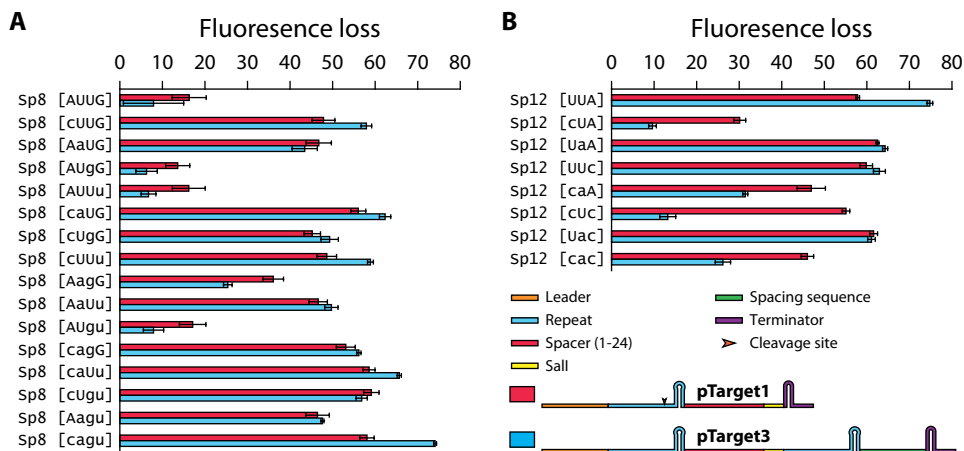 A
Fluoresence loss
0 10 20 30 40 50 60 70 80
Sp8 [AUUG]
Sp8 [cUUG]
Sp8 [AaUG]
Sp8 [AUgG]
Sp8 [AUUu]
Sp8 [caUG]
Sp8 [cUgG]
Sp8 [cUUu]
Sp8 [AagG]
Sp8 [AaUu]
Sp8 [AUgu]
Sp8 [cagG]
Sp8 [caUu]
Sp8 [cUgu]
Sp8 [Aagu]
Sp8 [cagu]
B
Fluoresence loss
0 10 20 30 40 50 60 70 80
Sp12 [UUA]
Sp12 [cUA]
Sp12 [UaA]
Sp12 [UUc]
Sp12 [caA]
Sp12 [cUc]
Sp12 [Uac]
Sp12 [cac]
Leader
Repeat
Spacer (1-24)
SalI
Spacing sequence
Terminator
Cleavage site
pTarget1
pTarget3